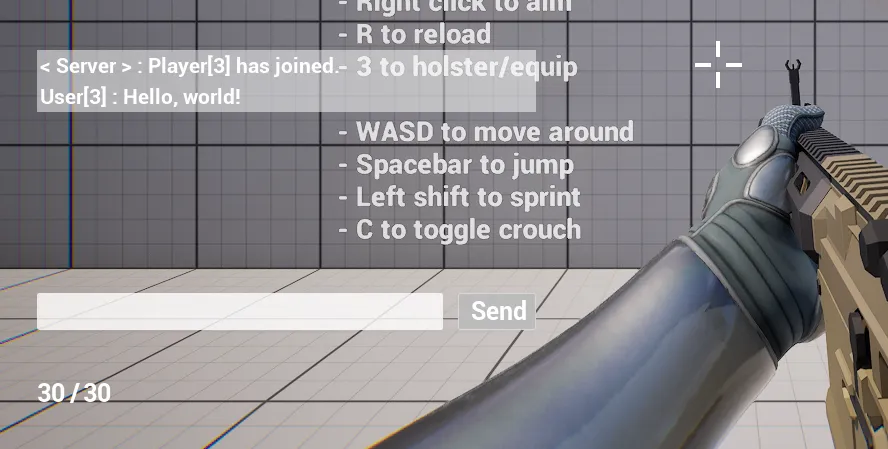 - Right click to aim
- R to reload
< Server > : Player[3] has joined.
- 3 to holster/equip
User[3] : Hello, world!
- WASD to move around
- Spacebar to jump
- Left shift to sprint
- C to toggle crouch
Send
30 / 30